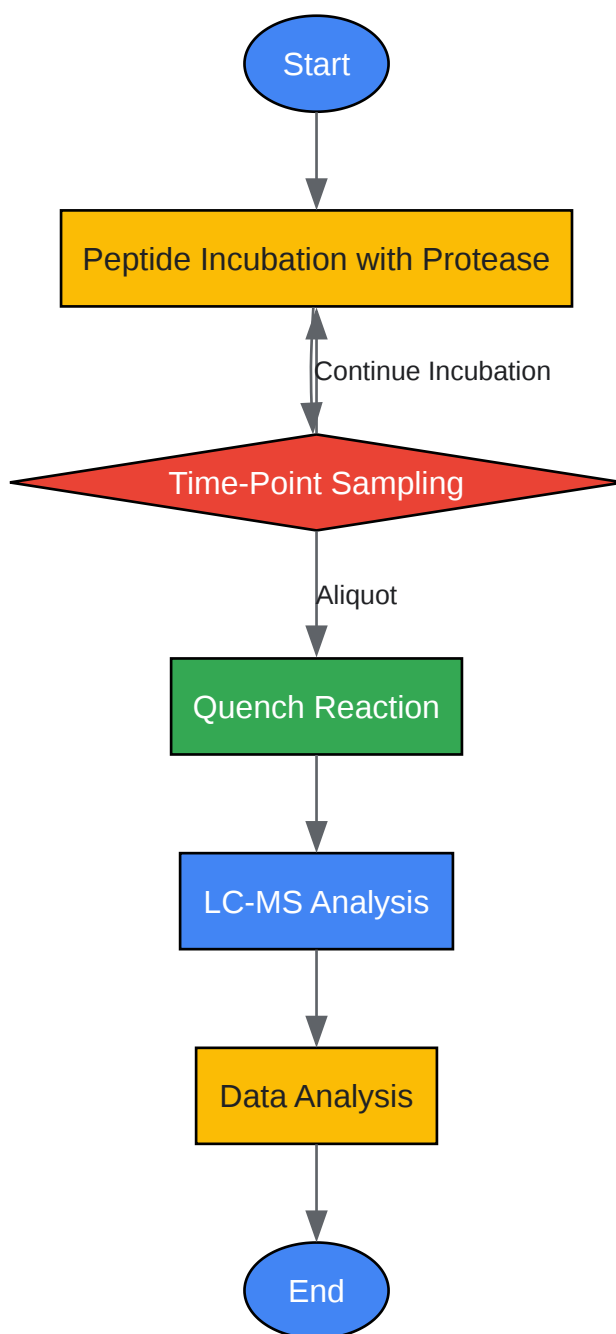 Start
Peptide Incubation with Protease
Continue Incubation
Time-Point Sampling
Aliquot
Quench Reaction
LC-MS Analysis
Data Analysis
End